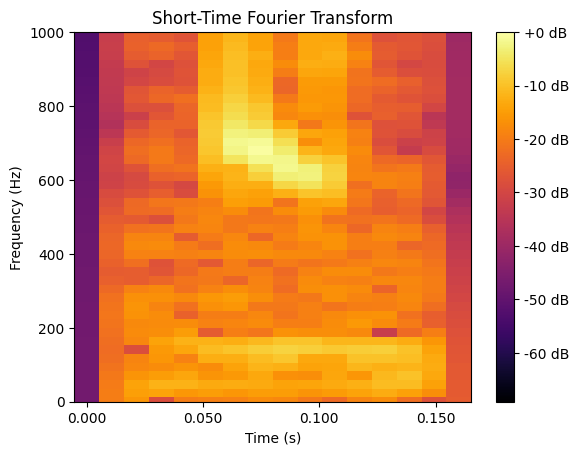 Short-Time Fourier Transform
1000
800
600
400
200
0
Frequency (Hz)
0.000
0.050
0.100
0.150
Time (s)
+0 dB
-10 dB
-20 dB
-30 dB
-40 dB
-50 dB
-60 dB